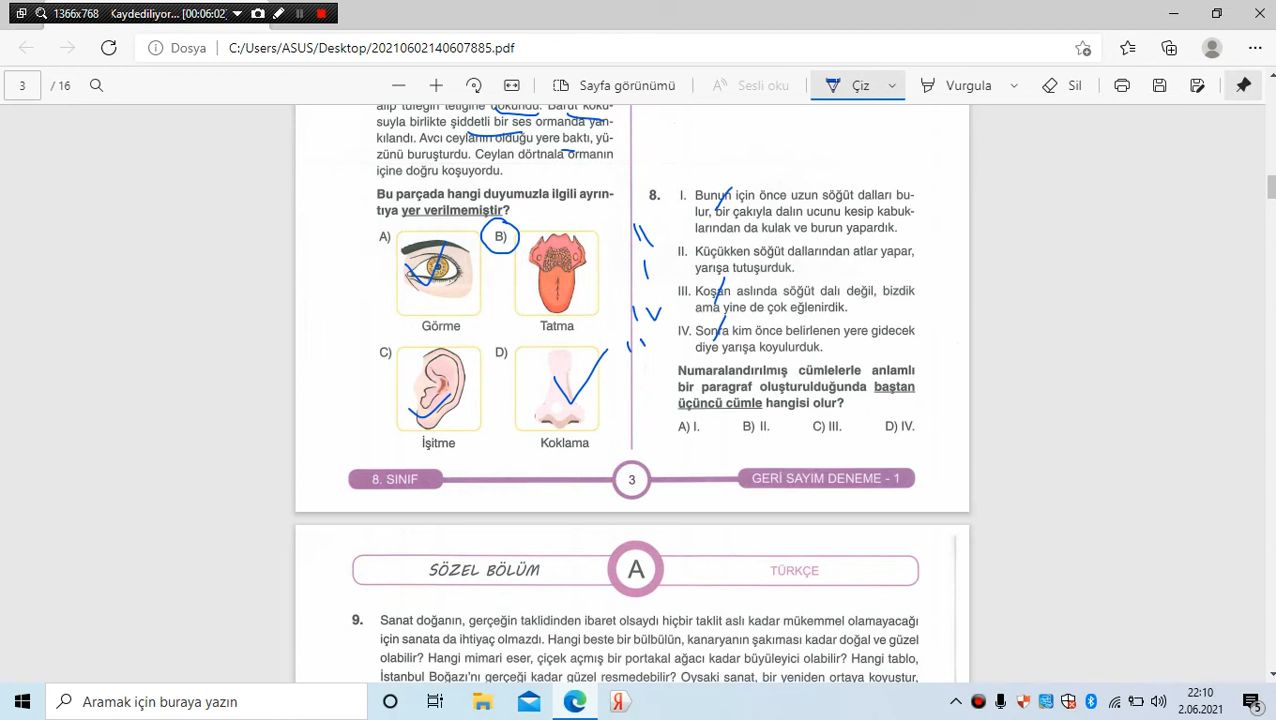 1366x768 Kaydediliyor... [00:06:02]
Dosya C:/Users/ASUS/Desktop/20210602140607885.pdf
3 / 16 Sayfa görünümü Sesli oku Çiz Vurgula Sil
alıp tüfeğin tetiğine dokundu. Barut koku-
suyla birlikte şiddetli bir ses ormanda yan-
kılandı. Avcı ceylanın olduğu yere baktı, yü-
zünü buruşturdu. Ceylan dörtnala ormanın
içine doğru koşuyordu.
Bu parçada hangi duyumuzla ilgili ayrın-
tıya yer verilmemiştir?
A) B)
Görme Tatma
C) D)
İşitme Koklama
II
I
IV
III
8. I. Bunun için önce uzun söğüt dalları bu-
lur, bir çakıyla dalın ucunu kesip kabuk-
larından da kulak ve burun yapardık.
II. Küçükken söğüt dallarından atlar yapar,
yarışa tutuşurduk.
III. Koşan aslında söğüt dalı değil, bizdik
ama yine de çok eğlenirdik.
IV. Sonra kim önce belirlenen yere gidecek
diye yarışa koyulurduk.
Numaralandırılmış cümlelerle anlamlı
bir paragraf oluşturulduğunda baştan
üçüncü cümle hangisi olur?
A) I. B) II. C) III. D) IV.
8. SINIF 3 GERİ SAYIM DENEME - 1
SÖZEL BÖLÜM A TÜRKÇE
9. Sanat doğanın, gerçeğin taklidinden ibaret olsaydı hiçbir taklit aslı kadar mükemmel olamayacağı
için sanata da ihtiyaç olmazdı. Hangi beste bir bülbülün, kanaryanın şakıması kadar doğal ve güzel
olabilir? Hangi mimari eser, çiçek açmış bir portakal ağacı kadar büyüleyici olabilir? Hangi tablo,
İstanbul Boğazı'nı gerçeği kadar güzel resmedebilir? Oysaki sanat, bir yeniden ortaya koyuştur,
Aramak için buraya yazın
22:10
2.06.2021
5